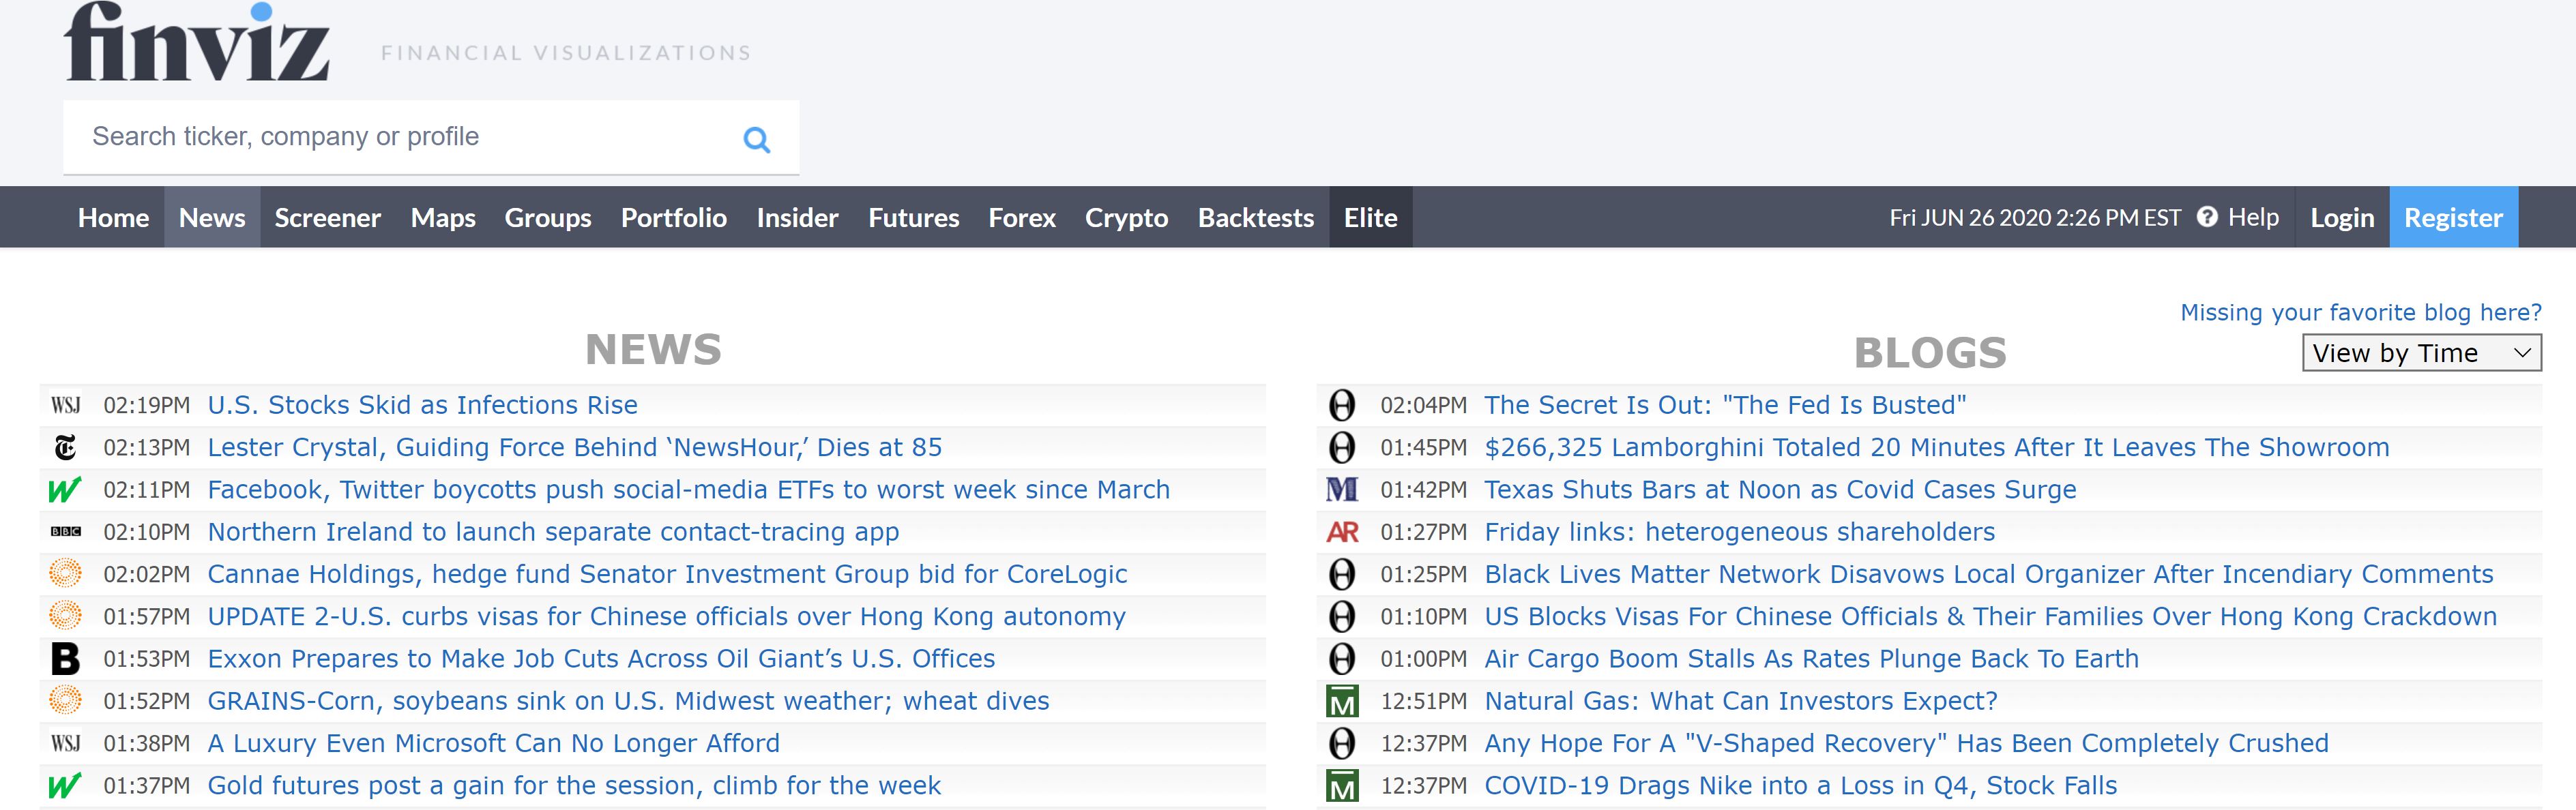 finviz FINANCIAL VISUALIZATIONS
Search ticker, company or profile
Home News Screener Maps Groups Portfolio Insider Futures Forex Crypto Backtests Elite Fri JUN 26 2020 2:26 PM EST ? Help Login Register
Missing your favorite blog here?
NEWS
WSJ 02:19PM U.S. Stocks Skid as Infections Rise
T 02:13PM Lester Crystal, Guiding Force Behind ‘NewsHour,’ Dies at 85
W 02:11PM Facebook, Twitter boycotts push social-media ETFs to worst week since March
BBC 02:10PM Northern Ireland to launch separate contact-tracing app
02:02PM Cannae Holdings, hedge fund Senator Investment Group bid for CoreLogic
01:57PM UPDATE 2-U.S. curbs visas for Chinese officials over Hong Kong autonomy
B 01:53PM Exxon Prepares to Make Job Cuts Across Oil Giant’s U.S. Offices
01:52PM GRAINS-Corn, soybeans sink on U.S. Midwest weather; wheat dives
WSJ 01:38PM A Luxury Even Microsoft Can No Longer Afford
W 01:37PM Gold futures post a gain for the session, climb for the week
BLOGS
View by Time
02:04PM The Secret Is Out: "The Fed Is Busted"
01:45PM $266,325 Lamborghini Totaled 20 Minutes After It Leaves The Showroom
M 01:42PM Texas Shuts Bars at Noon as Covid Cases Surge
AR 01:27PM Friday links: heterogeneous shareholders
01:25PM Black Lives Matter Network Disavows Local Organizer After Incendiary Comments
01:10PM US Blocks Visas For Chinese Officials & Their Families Over Hong Kong Crackdown
01:00PM Air Cargo Boom Stalls As Rates Plunge Back To Earth
M 12:51PM Natural Gas: What Can Investors Expect?
12:37PM Any Hope For A "V-Shaped Recovery" Has Been Completely Crushed
M 12:37PM COVID-19 Drags Nike into a Loss in Q4, Stock Falls